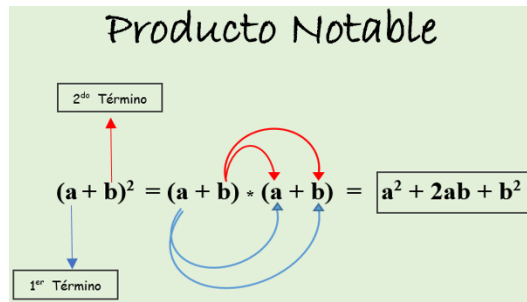 Producto Notable
2do Término
(a + b)² = (a + b) * (a + b) = a² + 2ab + b²
1er Término